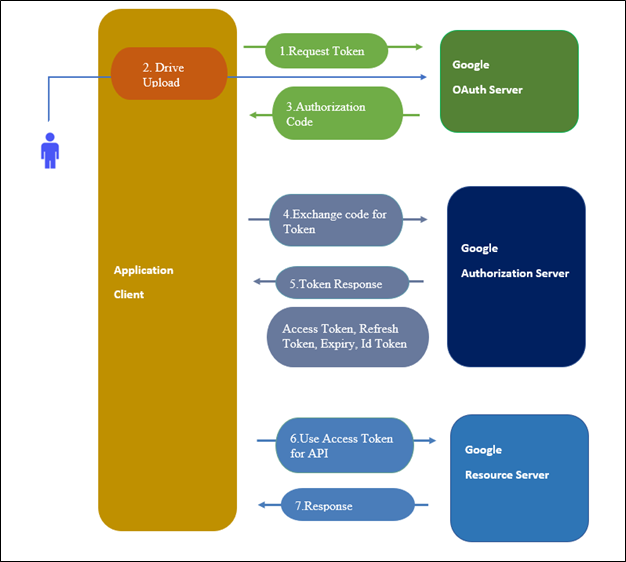 1.Request Token
2. Drive
Upload
Google
OAuth Server
3.Authorization
Code
4.Exchange code for
Token
Google
Authorization Server
Application
Client
5.Token Response
Access Token, Refresh
Token, Expiry, Id Token
6.Use Access Token
for API
Google
Resource Server
7.Response